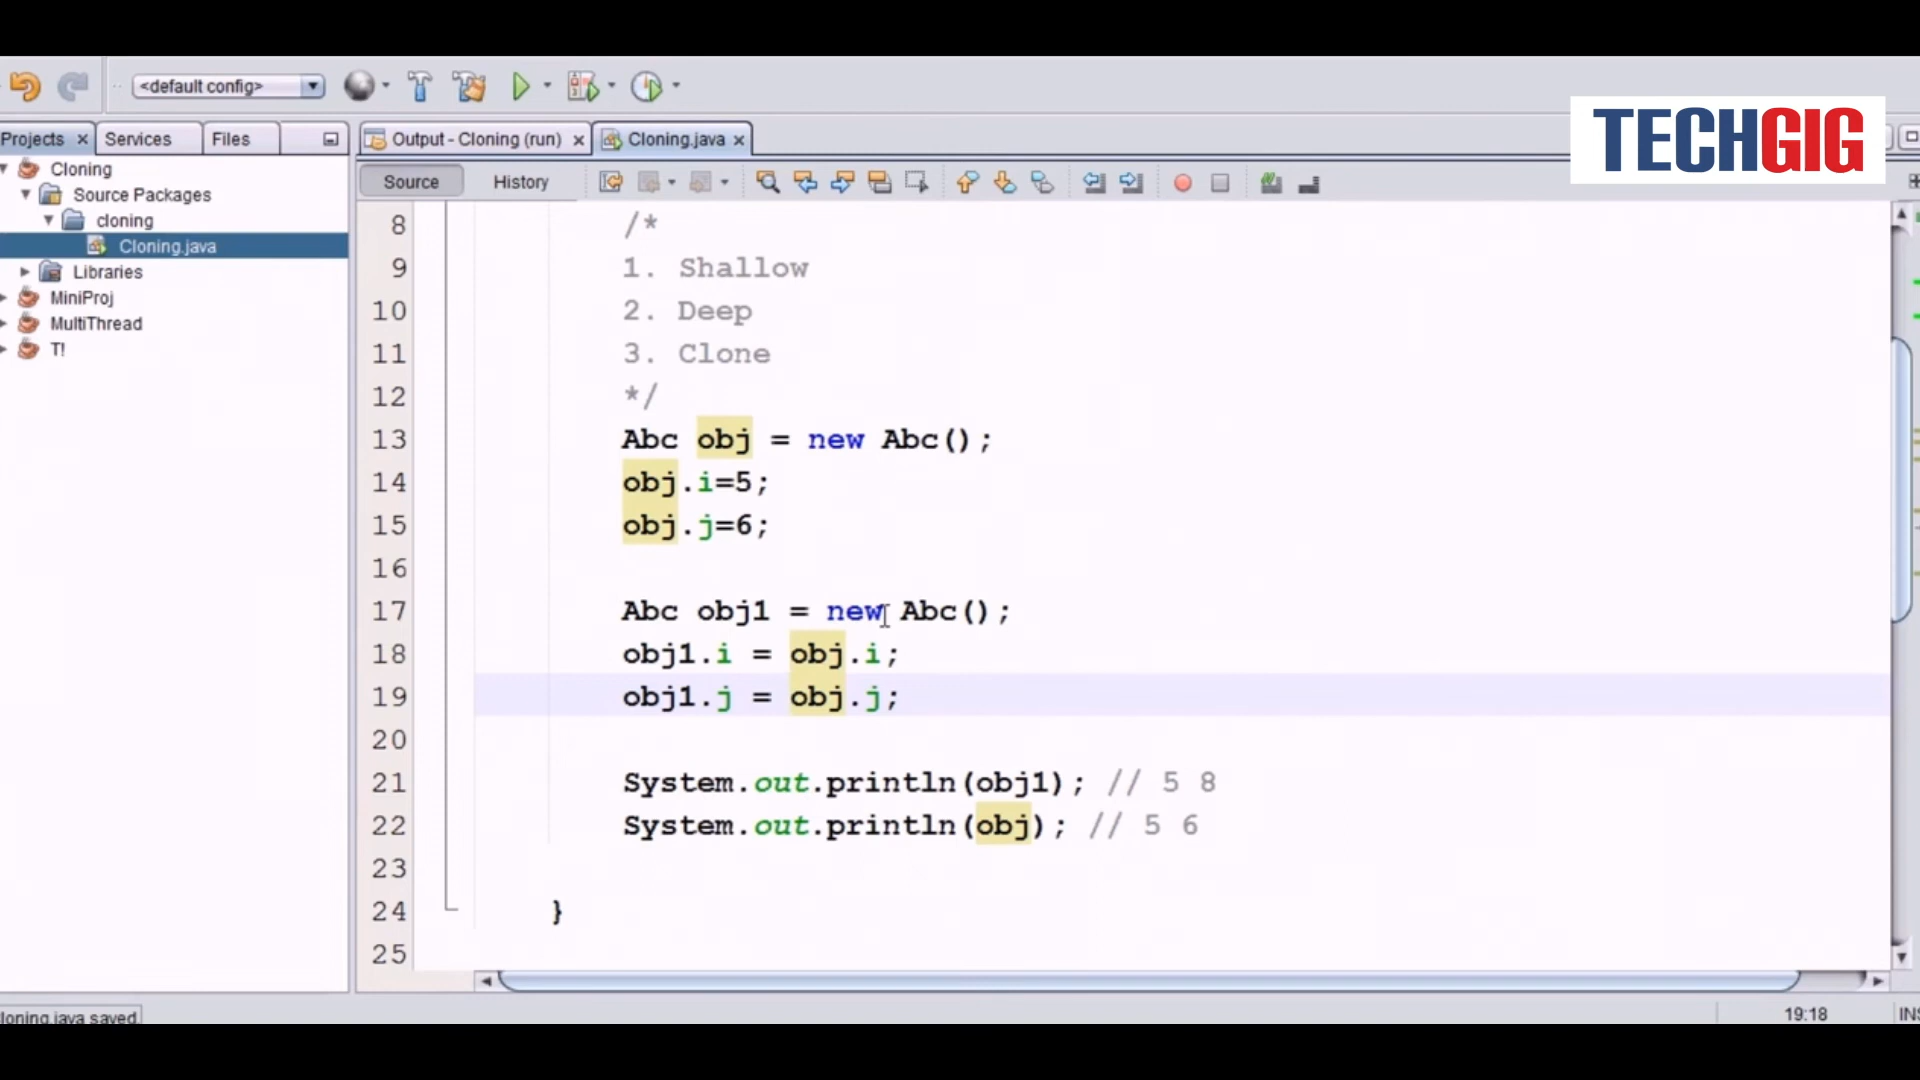 <default config>
TECHGIG
Projects Services Files
Output - Cloning (run) Cloning.java
Source History
Cloning
Source Packages
cloning
Cloning.java
Libraries
MiniProj
MultiThread
T!
8 /*
9 1. Shallow
10 2. Deep
11 3. Clone
12 */
13 Abc obj = new Abc();
14 obj.i=5;
15 obj.j=6;
16
17 Abc obj1 = new Abc();
18 obj1.i = obj.i;
19 obj1.j = obj.j;
20
21 System.out.println(obj1); // 5 8
22 System.out.println(obj); // 5 6
23
24 }
25
loning.java saved
19:18 INS